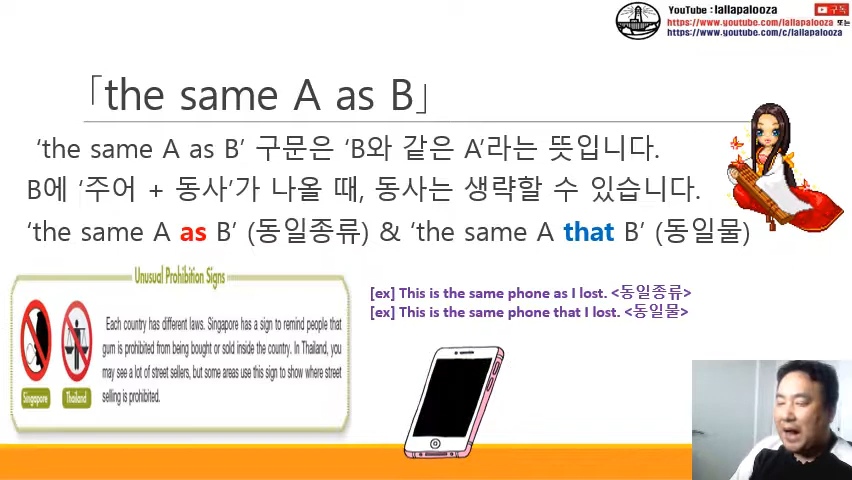 YouTube : lallapalooza 구독
https://www.youtube.com/lallapalooza 또는
https://www.youtube.com/c/lallapalooza
「the same A as B」
‘the same A as B’ 구문은 ‘B와 같은 A’라는 뜻입니다.
B에 ‘주어 + 동사’가 나올 때, 동사는 생략할 수 있습니다.
‘the same A as B’ (동일종류) & ‘the same A that B’ (동일물)
Unusual Prohibition Signs
Each country has different laws. Singapore has a sign to remind people that
gum is prohibited from being bought or sold inside the country. In Thailand, you
may see a lot of street sellers, but some areas use this sign to show where street
selling is prohibited.
Singapore
Thailand
[ex] This is the same phone as I lost. <동일종류>
[ex] This is the same phone that I lost. <동일물>